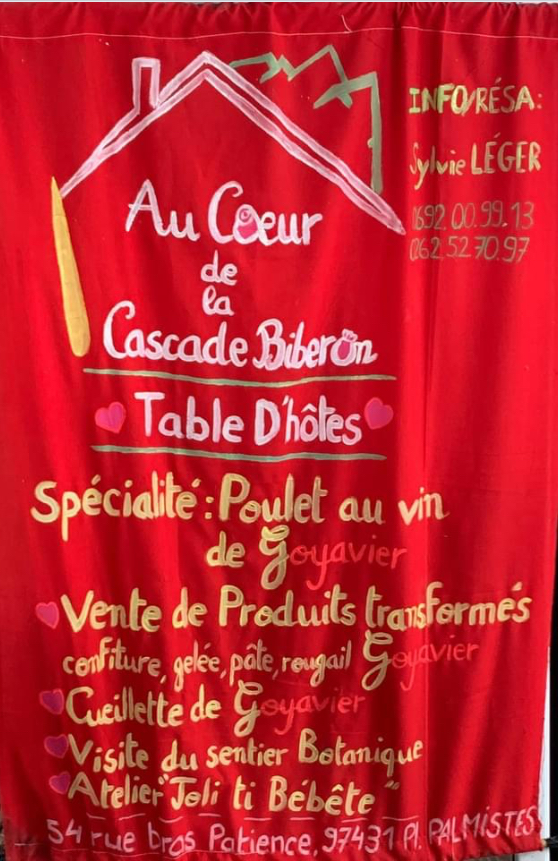 INFO/RÉSA:
Sylvie LÉGER
0692 00.99.13
0262 52 70.97
Au Coeur
de
la
Cascade Biberon
Table D'hôtes
Spécialité: Poulet au vin
de Goyavier
Vente de Produits transformés
confiture, gelée, pâte, rougail Goyavier
Cueillette de Goyavier
Visite du sentier Botanique
Atelier "Joli ti Bébête"
54 rue bras Patience, 97431 Pl. PALMISTES